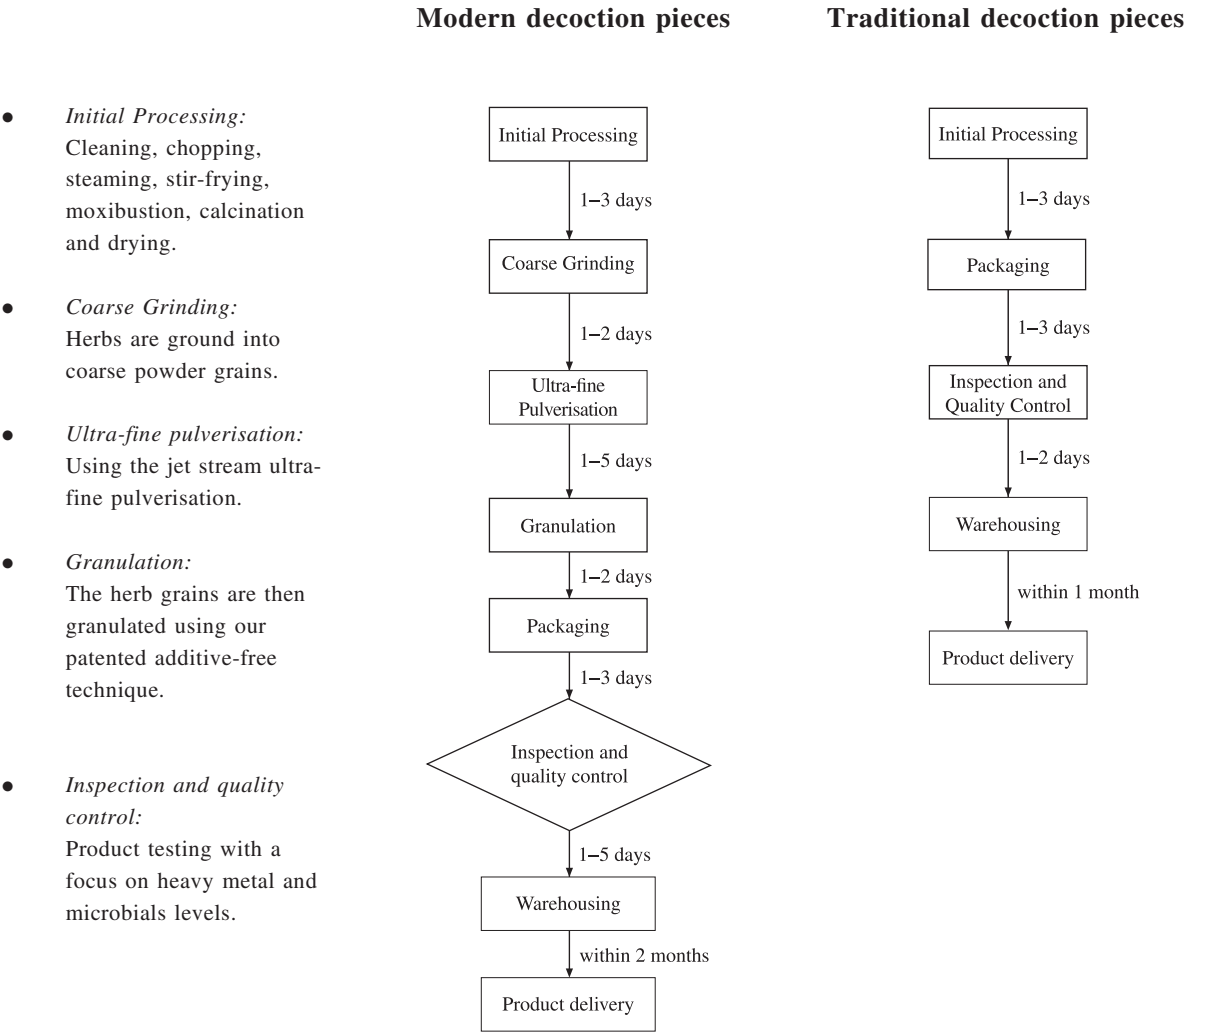 Modern decoction pieces
Traditional decoction pieces
● Initial Processing:
Cleaning, chopping,
steaming, stir-frying,
moxibustion, calcination
and drying.
● Coarse Grinding:
Herbs are ground into
coarse powder grains.
● Ultra-fine pulverisation:
Using the jet stream ultra-
fine pulverisation.
● Granulation:
The herb grains are then
granulated using our
patented additive-free
technique.
● Inspection and quality
control:
Product testing with a
focus on heavy metal and
microbials levels.
Initial Processing
1–3 days
Coarse Grinding
1–2 days
Ultra-fine
Pulverisation
1–5 days
Granulation
1–2 days
Packaging
1–3 days
Inspection and
quality control
1–5 days
Warehousing
within 2 months
Product delivery
Initial Processing
1–3 days
Packaging
1–3 days
Inspection and
Quality Control
1–2 days
Warehousing
within 1 month
Product delivery